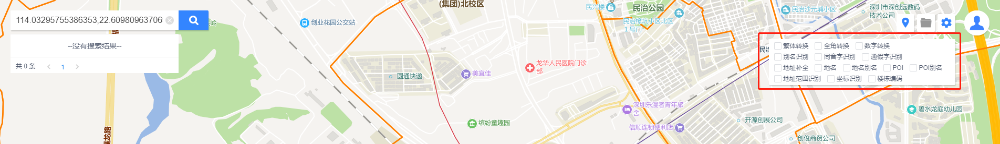 114.03295755386353,22.60980963706
--没有搜索结果--
共 0 条
1
(集团)北校区
创业花园公交站
圆通快递
美宜佳
龙华人民医院门诊
部
缤纷童趣园
福龙路
民兴楼
民治公园
民治樟坑小区北区
1 号门
民治沙元埔小区
深圳市深创远数码
技术公司
繁体转换
全角转换
数字转换
别名识别
同音字识别
通假字识别
地址补全
地名
地名别名
POI
POI别名
地址范围识别
坐标识别
楼栋编码
深圳乐漫者青年旅
舍
信顺连锁便利店
开源创展公司
创俊商贸公司
碧水龙庭幼儿园